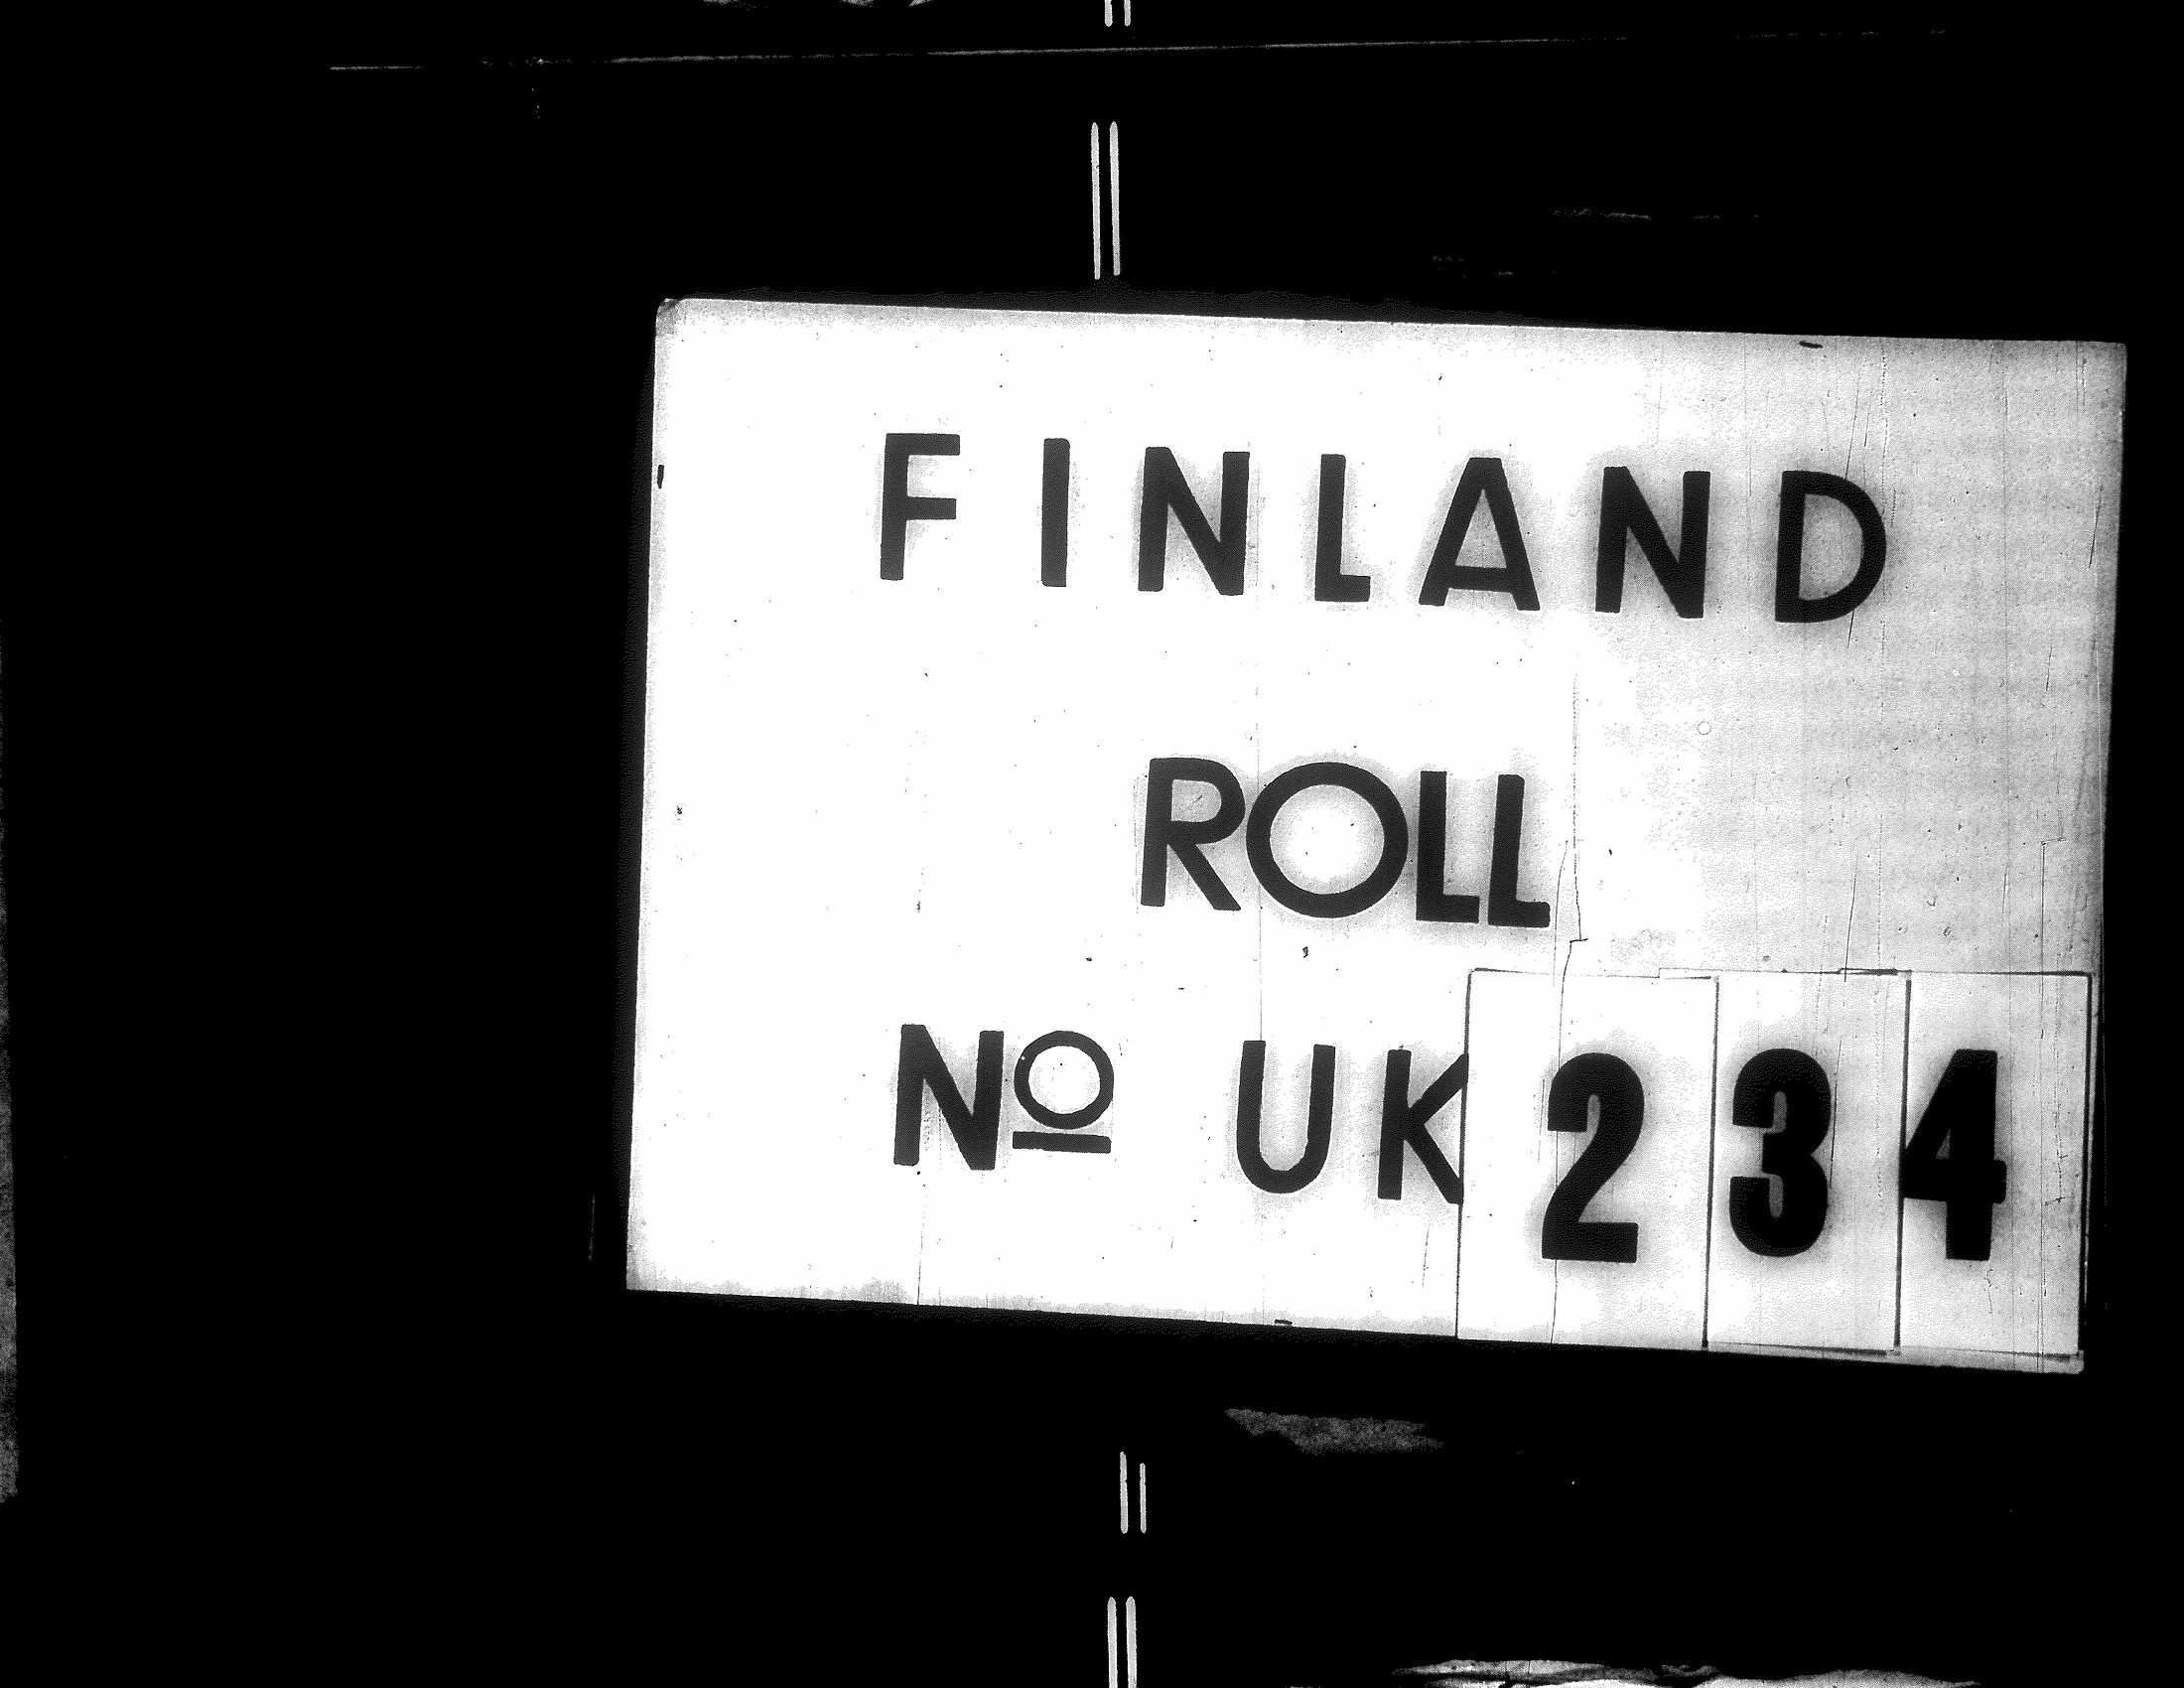 FINLAND
ROLL
Nº UK 234